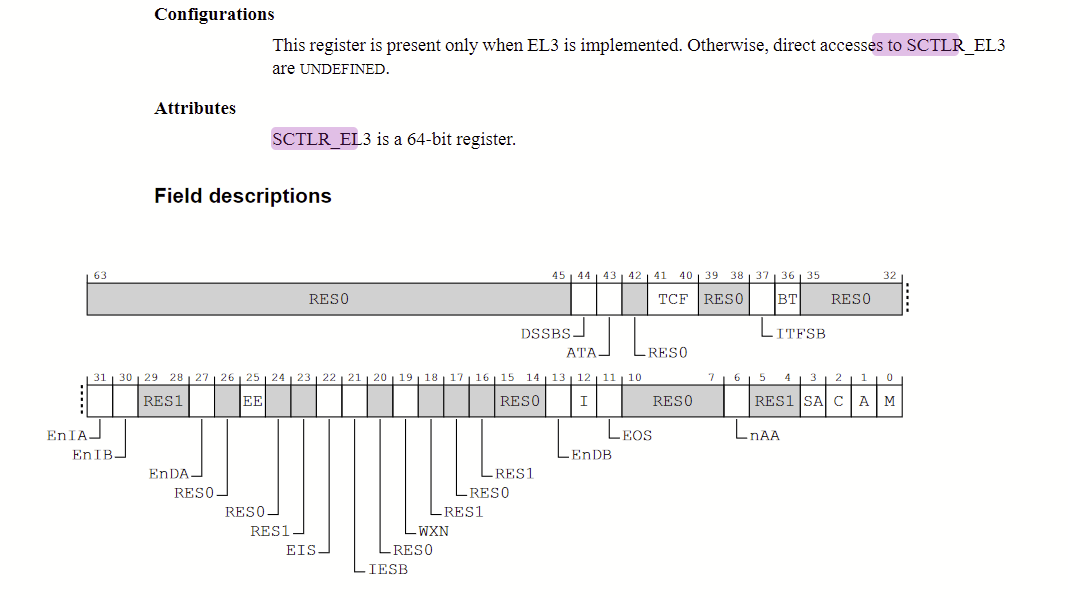 Configurations
This register is present only when EL3 is implemented. Otherwise, direct accesses to SCTLR_EL3
are UNDEFINED.
Attributes
SCTLR_EL3 is a 64-bit register.
Field descriptions
63 45 44 43 42 41 40 39 38 37 36 35 32
RES0 TCF RES0 BT RES0
DSSBS ITFSB
ATA RES0
31 30 29 28 27 26 25 24 23 22 21 20 19 18 17 16 15 14 13 12 11 10 7 6 5 4 3 2 1 0
RES1 EE RES0 I RES0 RES1 SA C A M
EnIA EOS nAA
EnIB EnDB
EnDA RES1
RES0 RES0
RES0 RES1
RES1 WXN
EIS RES0
IESB